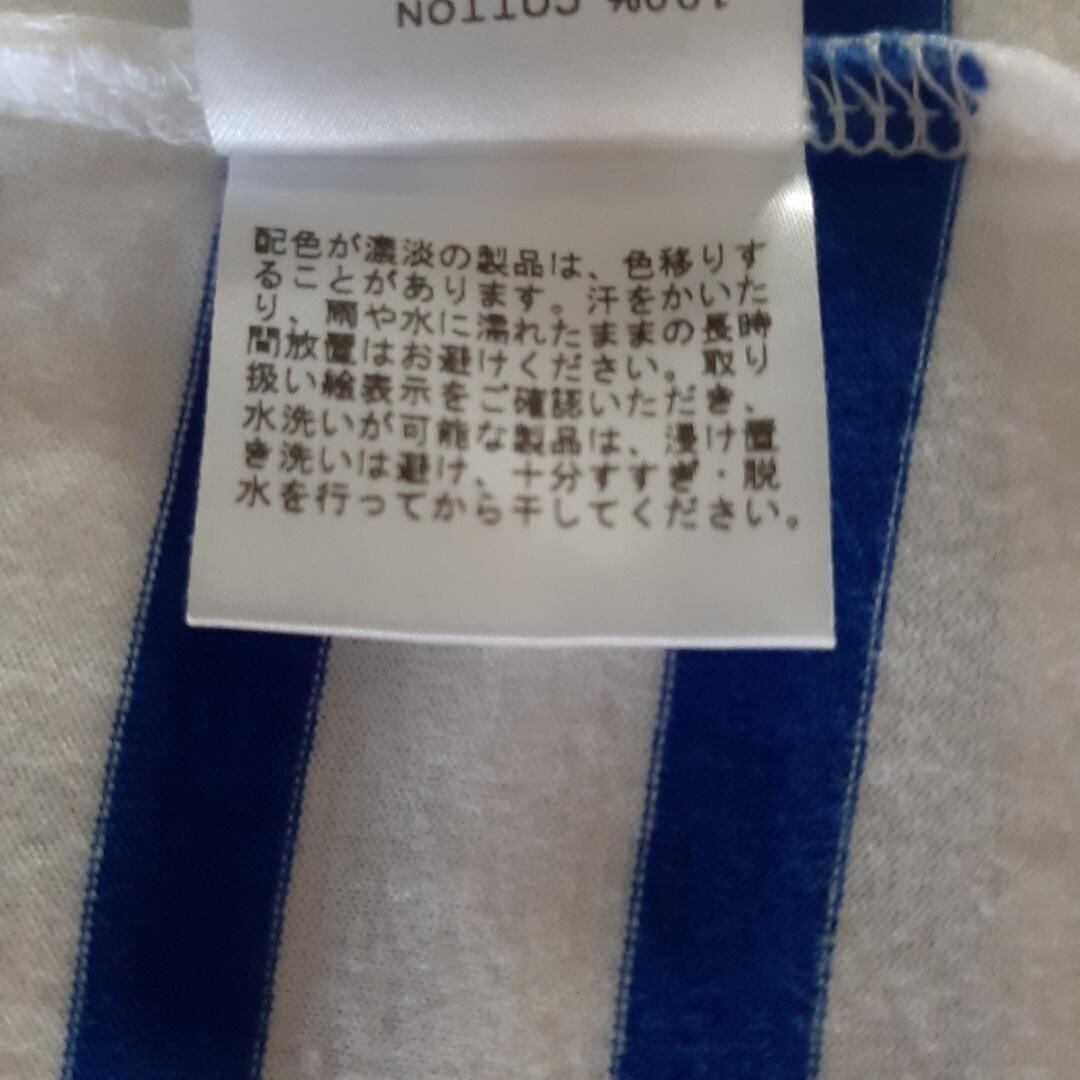 100% COTTON
配色が濃淡の製品は、色移りす
ることがあります。汗をかいた
り、雨や水に濡れたままの長時
間放置はお避けください。取り
扱い絵表示をご確認いただき、
水洗いが可能な製品は、浸け置
き洗いは避け、十分すすぎ・脱
水を行ってから干してください。